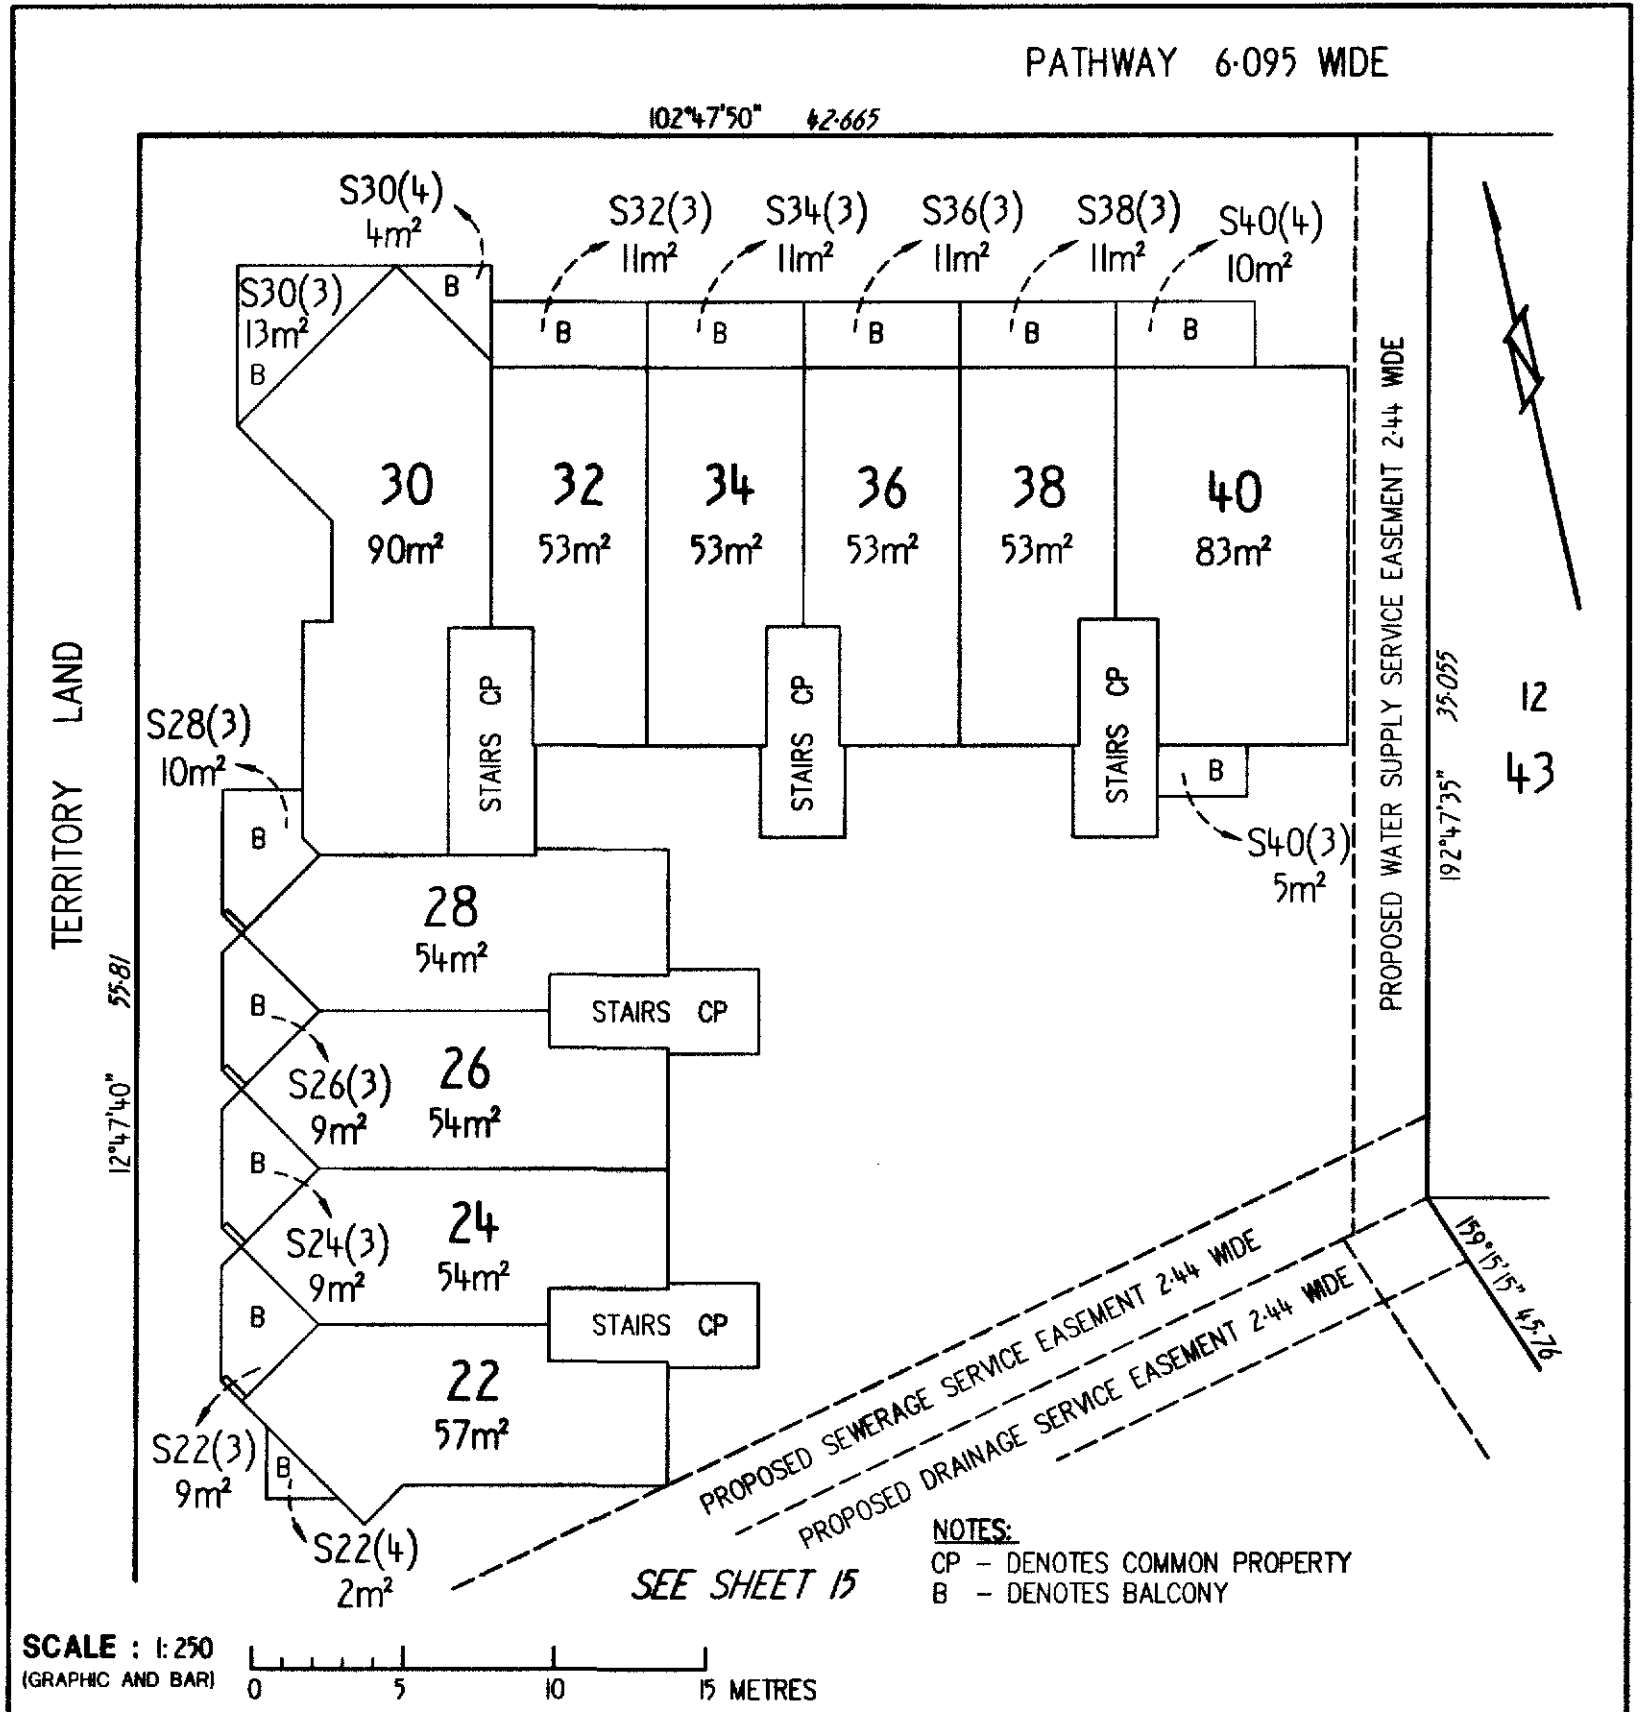 PATHWAY 6·095 WIDE
102°47'50" 42·665
S30(4)
4m²
S32(3)
11m²
S34(3)
11m²
S36(3)
11m²
S38(3)
11m²
S40(4)
10m²
S30(3)
13m²
B
B
B
B
B
B
B
30
90m²
32
53m²
34
53m²
36
53m²
38
53m²
40
83m²
PROPOSED WATER SUPPLY SERVICE EASEMENT 2·44 WIDE
192°47'35" 35·055
12
43
TERRITORY LAND
12°47'40" 55·81
STAIRS CP
STAIRS CP
STAIRS CP
B
S40(3)
5m²
S28(3)
10m²
B
28
54m²
STAIRS CP
B
S26(3)
9m²
26
54m²
B
S24(3)
9m²
24
54m²
STAIRS CP
B
22
57m²
S22(3)
9m²
B
S22(4)
2m²
PROPOSED SEWERAGE SERVICE EASEMENT 2·44 WIDE
PROPOSED DRAINAGE SERVICE EASEMENT 2·44 WIDE
159°15'15" 45·76
SEE SHEET 15
NOTES:
CP – DENOTES COMMON PROPERTY
B – DENOTES BALCONY
SCALE : 1:250
(GRAPHIC AND BAR)
0 5 10 15 METRES